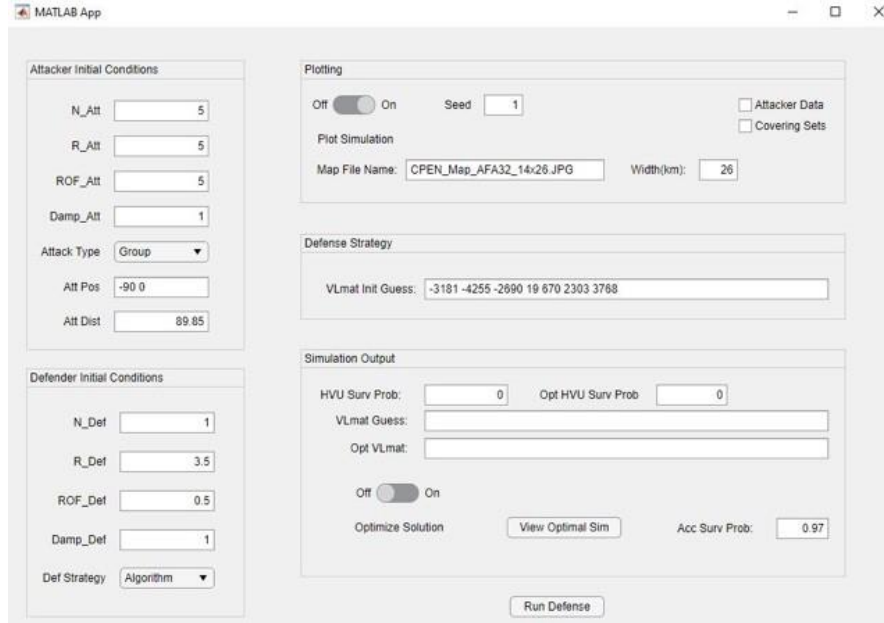 MATLAB App
Attacker Initial Conditions
N_Att 5
R_Att 5
ROF_Att 5
Damp_Att 1
Attack Type Group
Att Pos -90 0
Att Dist 89.85
Defender Initial Conditions
N_Def 1
R_Def 3.5
ROF_Def 0.5
Damp_Def 1
Def Strategy Algorithm
Plotting
Off On Seed 1 Attacker Data
Covering Sets
Plot Simulation
Map File Name: CPEN_Map_AFA32_14x26.JPG Width(km): 26
Defense Strategy
VLmat Init Guess: -3181 -4255 -2690 19 670 2303 3768
Simulation Output
HVU Surv Prob: 0 Opt HVU Surv Prob 0
VLmat Guess:
Opt VLmat:
Off On
Optimize Solution View Optimal Sim Acc Surv Prob: 0.97
Run Defense